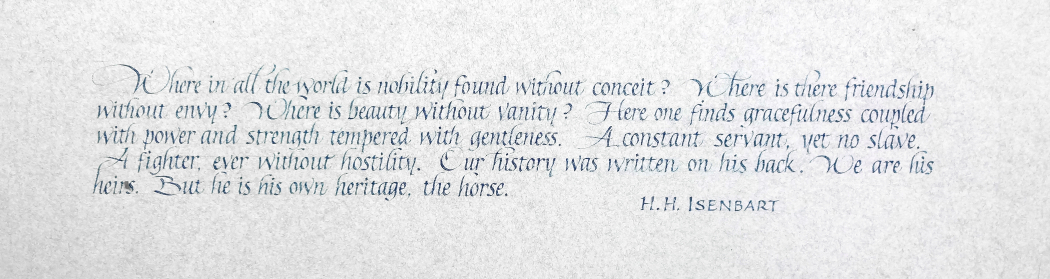 Where in all the world is nobility found without conceit? Where is there friendship
without envy? Where is beauty without vanity? Here one finds gracefulness coupled
with power and strength tempered with gentleness. A constant servant, yet no slave.
A fighter, ever without hostility. Our history was written on his back. We are his
heirs. But he is his own heritage, the horse.
H.H. ISENBART